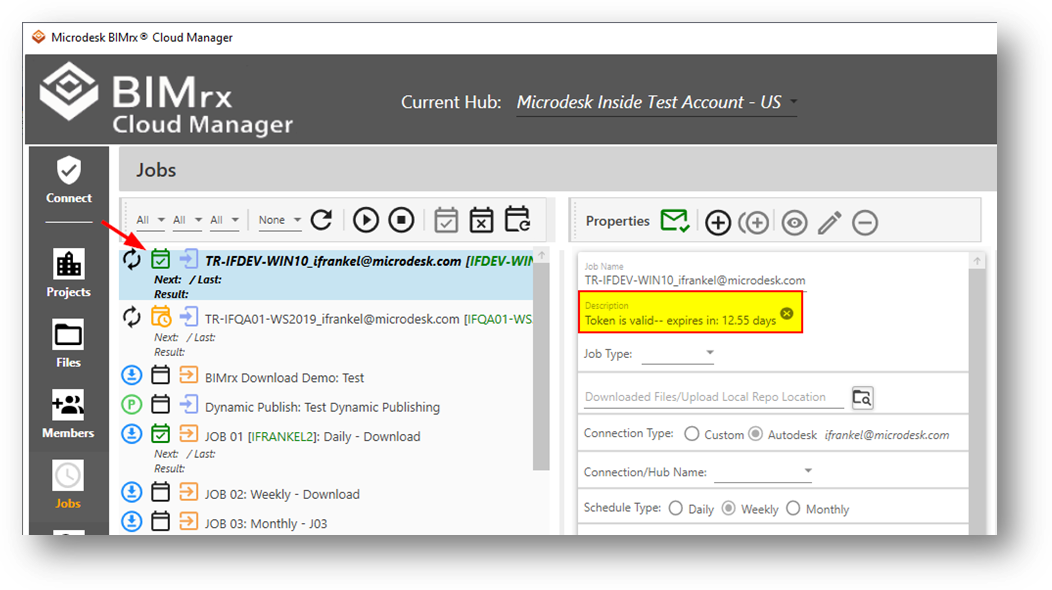 Microdesk BIMrx® Cloud Manager
BIMrx
Cloud Manager
Current Hub: Microdesk Inside Test Account - US
Connect
Projects
Files
Members
Jobs
Jobs
All All All None
TR-IFDEV-WIN10_ifrankel@microdesk.com [IFDEV-WIN
Next: / Last:
Result:
TR-IFQA01-WS2019_ifrankel@microdesk.com [IFQA01-WS
Next: / Last:
Result:
BIMrx Download Demo: Test
P
Dynamic Publish: Test Dynamic Publishing
JOB 01 [IFRANKEL2]: Daily - Download
Next: / Last:
Result:
JOB 02: Weekly - Download
JOB 03: Monthly - J03
Properties
Job Name
TR-IFDEV-WIN10_ifrankel@microdesk.com
Description
Token is valid-- expires in: 12.55 days
Job Type:
Downloaded Files/Upload Local Repo Location
Connection Type: Custom Autodesk ifrankel@microdesk.com
Connection/Hub Name:
Schedule Type: Daily Weekly Monthly